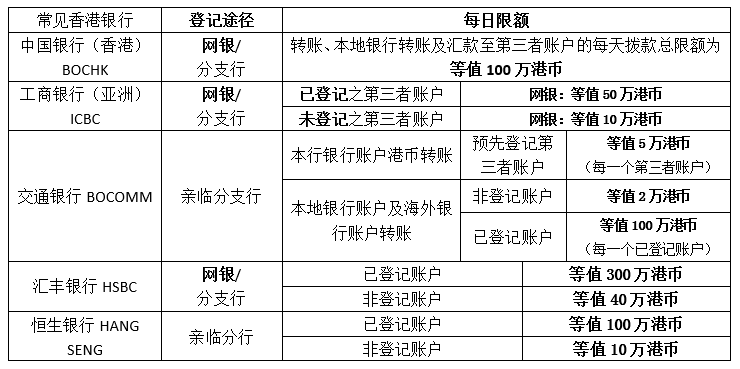 常见香港银行 登记途径 每日限额
中国银行（香港） 网银/ 转账、本地银行转账及汇款至第三者账户的每天拨款总限额为
BOCHK 分支行 等值 100 万港币
工商银行（亚洲） 网银/ 已登记之第三者账户 网银：等值 50 万港币
ICBC 分支行 未登记之第三者账户 网银：等值 10 万港币
交通银行 BOCOMM 亲临分支行
本行银行账户港币转账
预先登记第
三者账户
等值 5 万港币
（每一个第三者账户）
本地银行账户及海外银
行账户转账
非登记账户 等值 2 万港币
已登记账户
等值 100 万港币
（每一个已登记账户）
汇丰银行 HSBC
网银/ 已登记账户 等值 300 万港币
分支行 非登记账户 等值 40 万港币
恒生银行 HANG 亲临分行 已登记账户 等值 100 万港币
SENG 非登记账户 等值 10 万港币